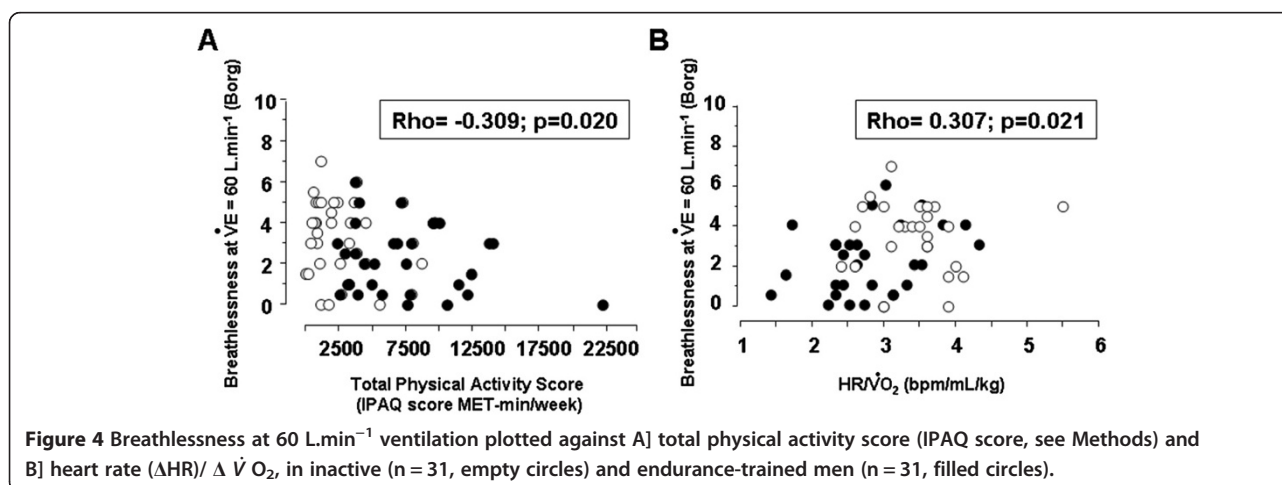 A
Breathlessness at V̇E = 60 L.min⁻¹ (Borg)
10
8
6
4
2
0
Rho= -0.309; p=0.020
2500 7500 12500 17500 22500
Total Physical Activity Score
(IPAQ score MET-min/week)
B
Breathlessness at V̇E = 60 L.min⁻¹ (Borg)
10
8
6
4
2
0
Rho= 0.307; p=0.021
1 2 3 4 5 6
HR/V̇O₂ (bpm/mL/kg)
Figure 4 Breathlessness at 60 L.min⁻¹ ventilation plotted against A] total physical activity score (IPAQ score, see Methods) and
B] heart rate (ΔHR)/ Δ V̇ O₂, in inactive (n = 31, empty circles) and endurance-trained men (n = 31, filled circles).